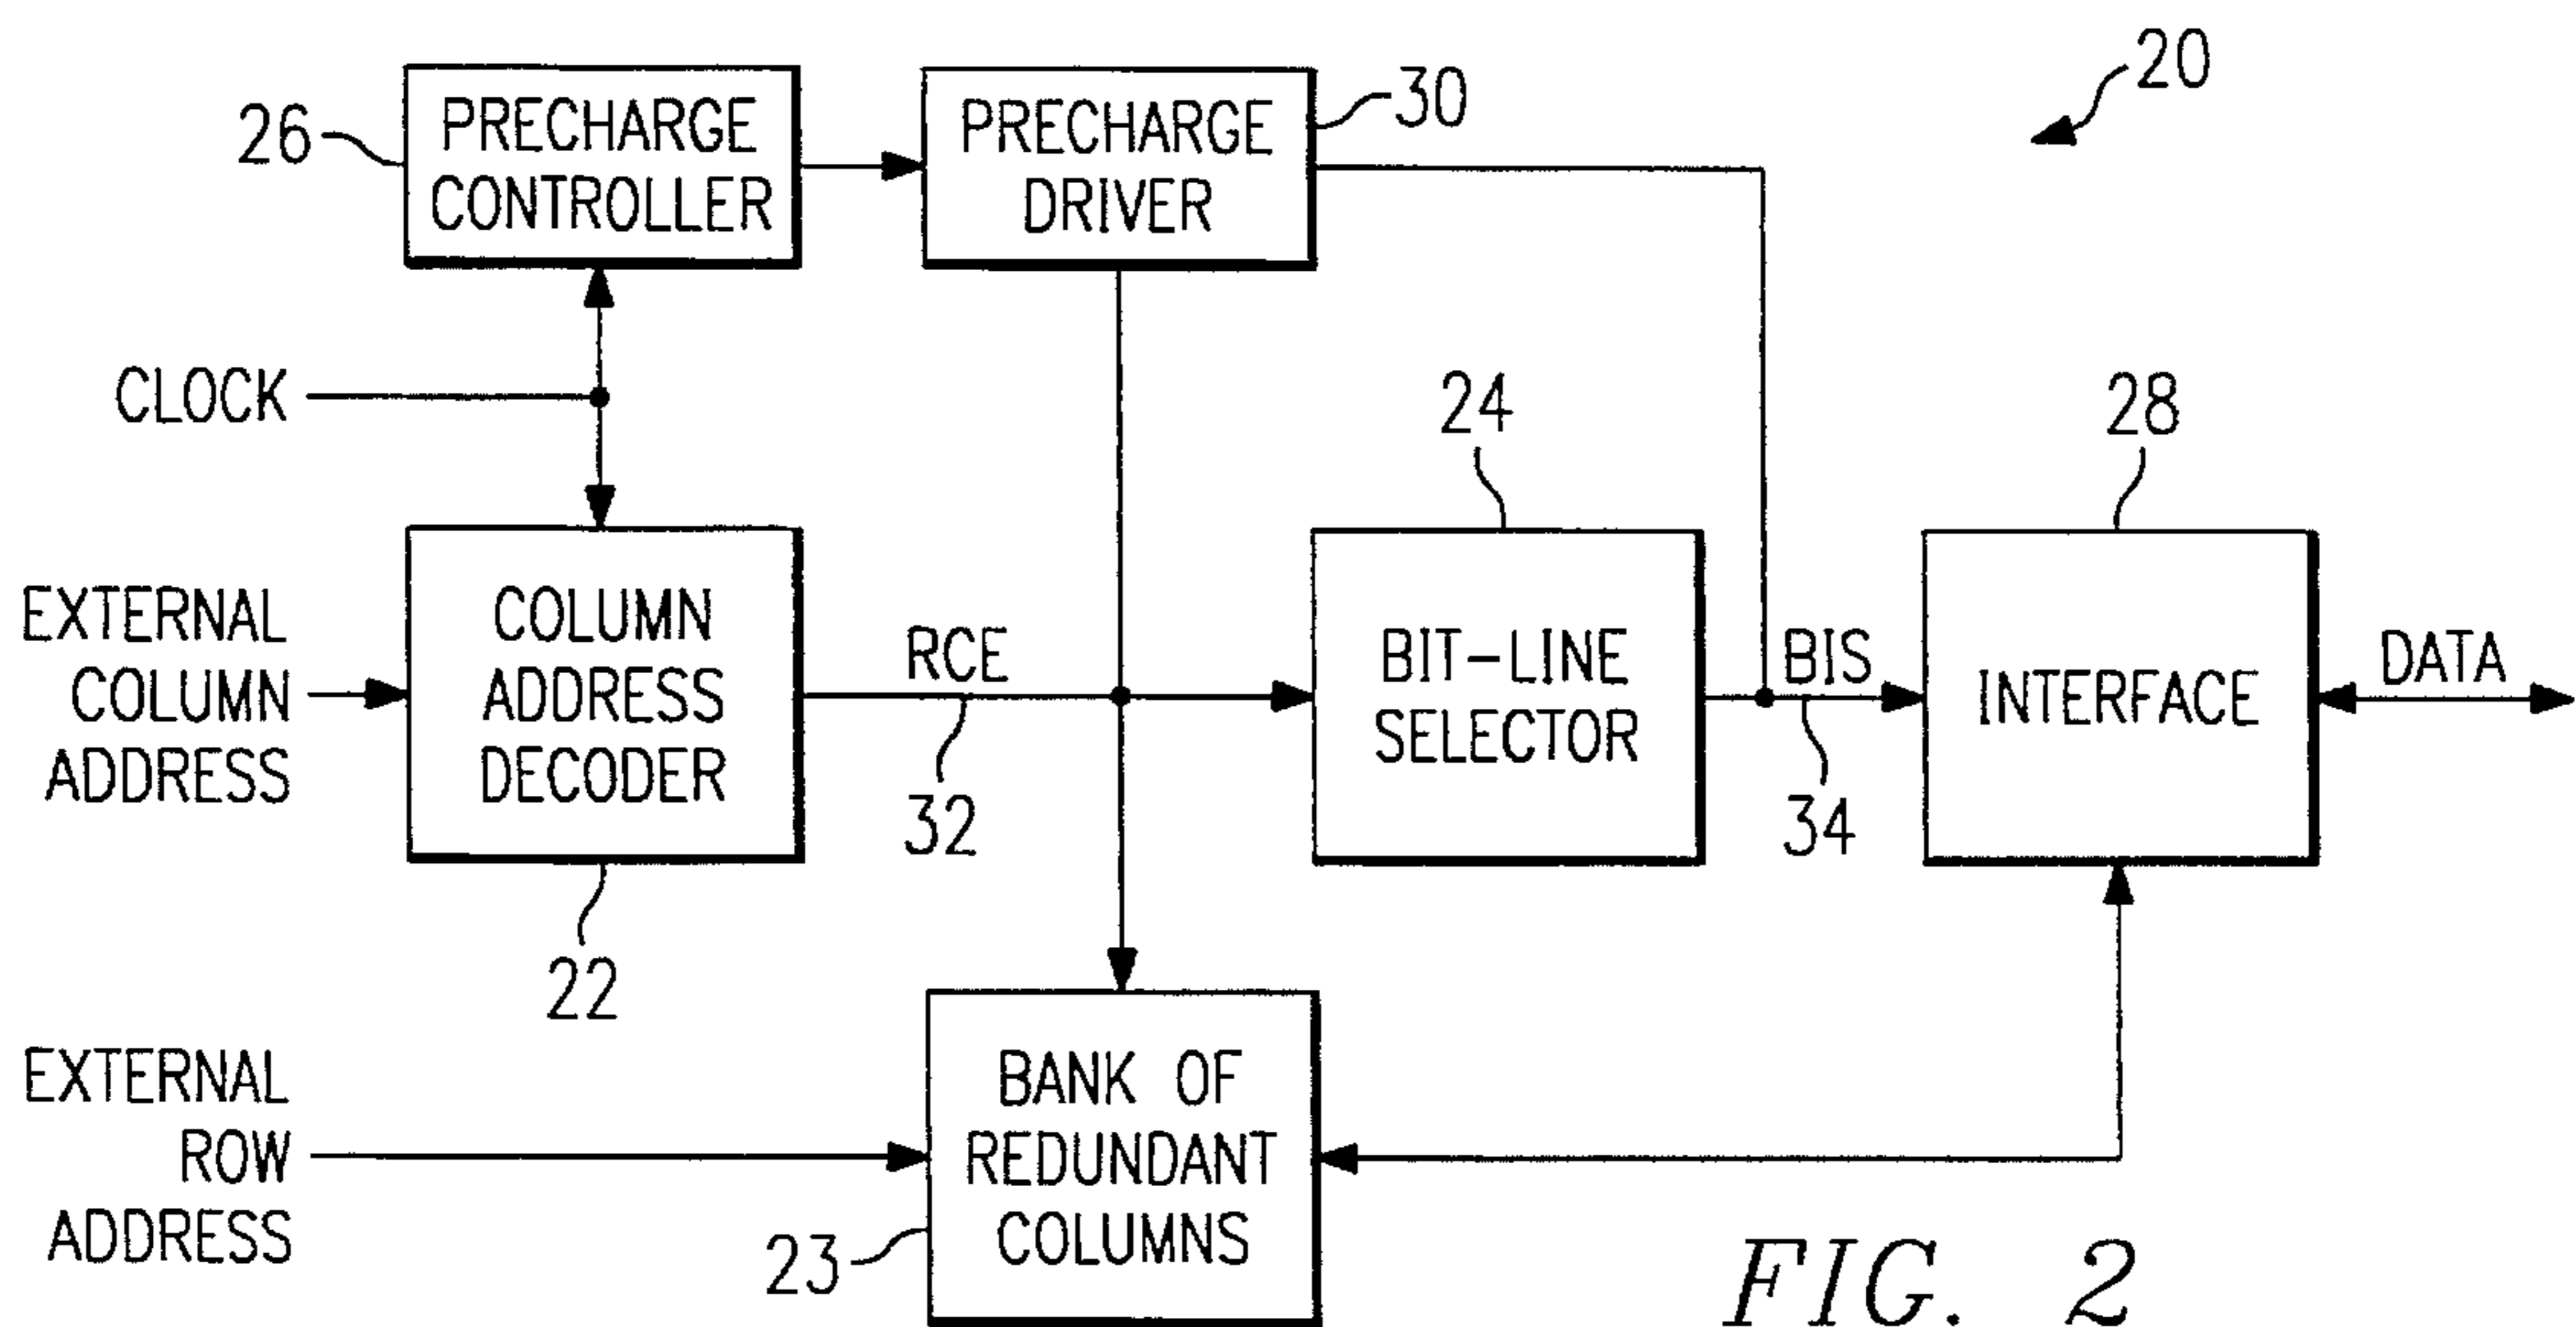 20
26
PRECHARGE
CONTROLLER
PRECHARGE
DRIVER
30
CLOCK
24
28
EXTERNAL
COLUMN
ADDRESS
COLUMN
ADDRESS
DECODER
RCE
32
BIT-LINE
SELECTOR
BIS
34
INTERFACE
DATA
22
EXTERNAL
ROW
ADDRESS
BANK OF
REDUNDANT
COLUMNS
23
FIG. 2